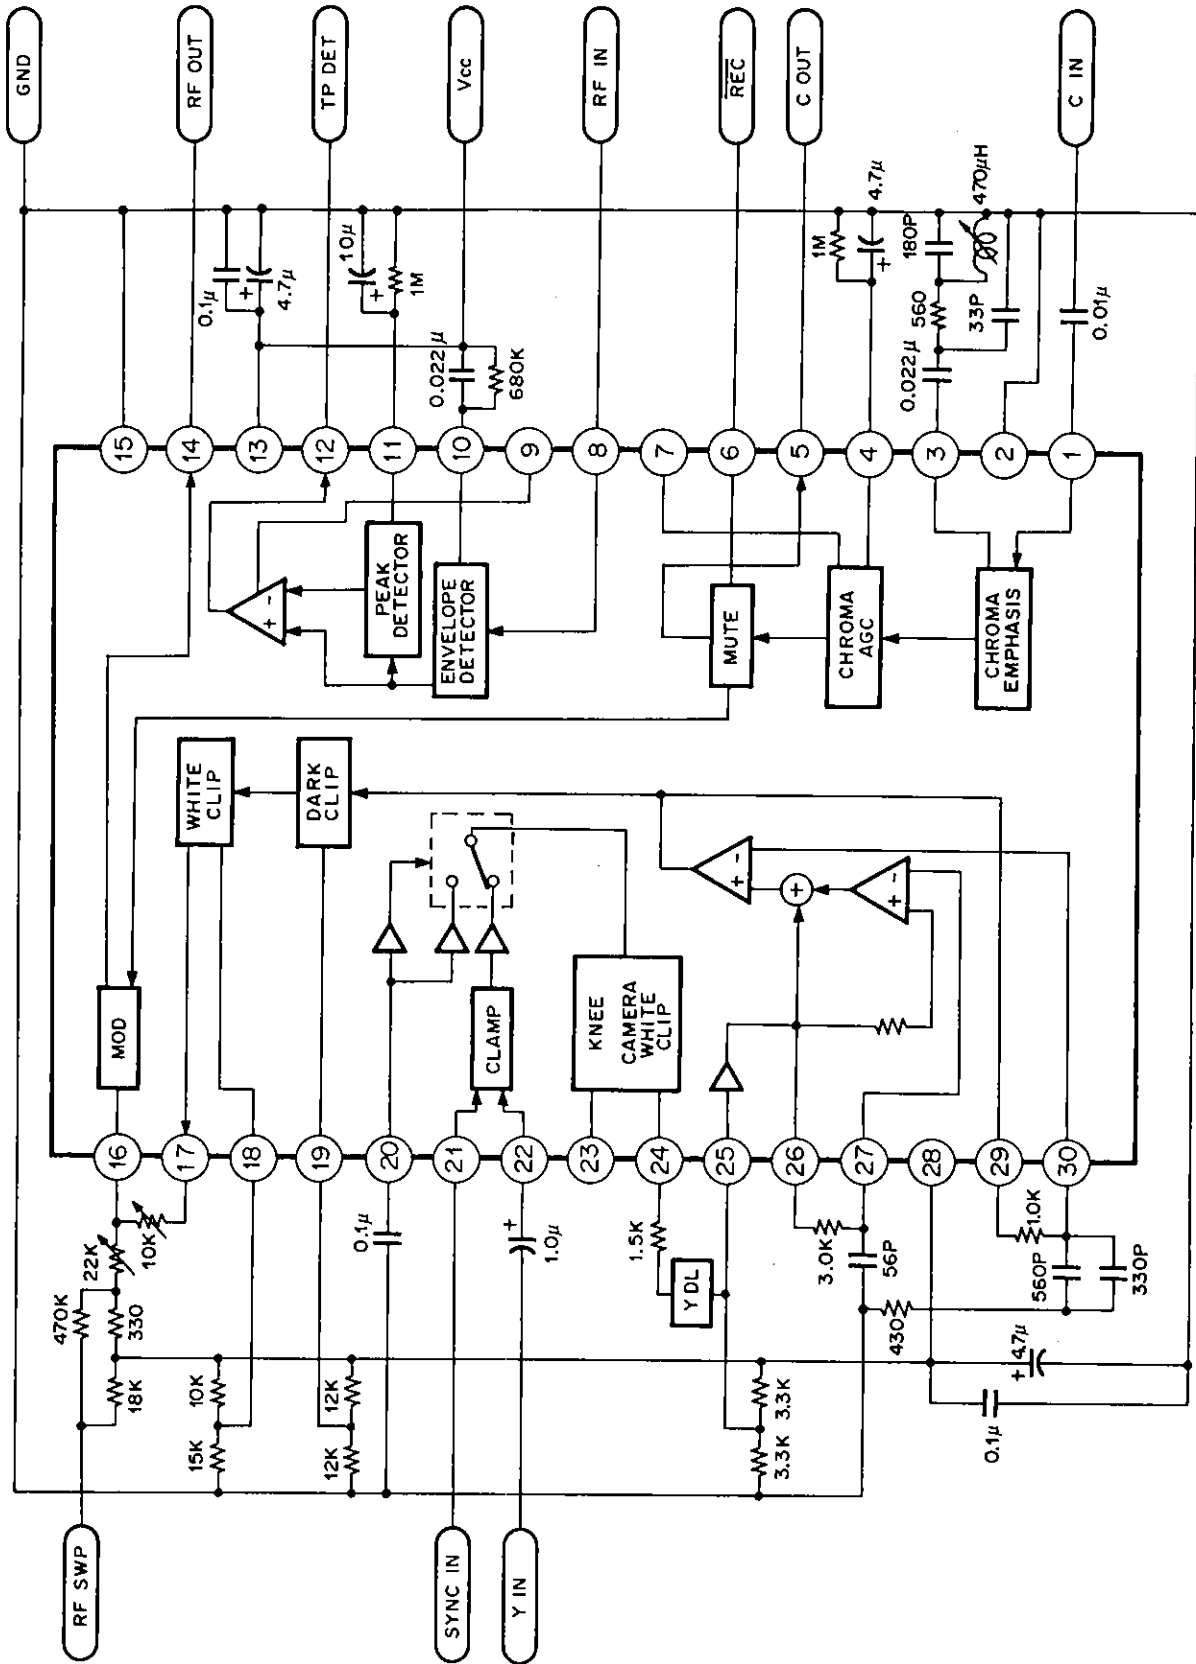 GND
RF OUT
TP DET
Vcc
RF IN
REC
C OUT
C IN
0.1µ
4.7µ
10µ
1M
0.022µ
680K
1M
4.7µ
180P
470µH
560
33P
0.022µ
0.01µ
15
14
13
12
11
10
9
8
7
6
5
4
3
2
1
PEAK
DETECTOR
ENVELOPE
DETECTOR
+ -
MUTE
CHROMA
AGC
CHROMA
EMPHASIS
WHITE
CLIP
DARK
CLIP
MOD
CLAMP
KNEE
CAMERA
WHITE
CLIP
+ -
+
+ -
16
17
18
19
20
21
22
23
24
25
26
27
28
29
30
470K
22K
10K
330
18K
10K
15K
12K
12K
0.1µ
+
1.0µ
1.5K
Y DL
3.3K
3.3K
3.0K
56P
430
1.0K
560P
330P
+
4.7µ
0.1µ
RF SWP
SYNC IN
Y IN